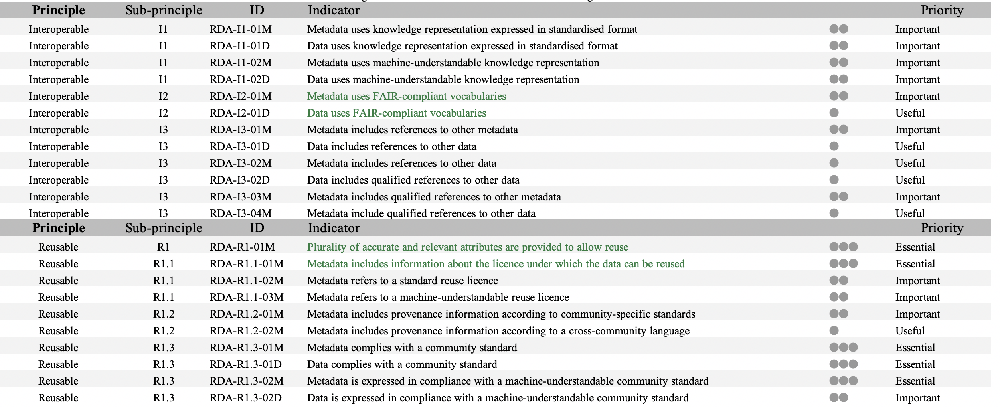 Principle Sub-principle ID Indicator Priority
Interoperable I1 RDA-I1-01M Metadata uses knowledge representation expressed in standardised format Important
Interoperable I1 RDA-I1-01D Data uses knowledge representation expressed in standardised format Important
Interoperable I1 RDA-I1-02M Metadata uses machine-understandable knowledge representation Important
Interoperable I1 RDA-I1-02D Data uses machine-understandable knowledge representation Important
Interoperable I2 RDA-I2-01M Metadata uses FAIR-compliant vocabularies Important
Interoperable I2 RDA-I2-01D Data uses FAIR-compliant vocabularies Useful
Interoperable I3 RDA-I3-01M Metadata includes references to other metadata Important
Interoperable I3 RDA-I3-01D Data includes references to other data Useful
Interoperable I3 RDA-I3-02M Metadata includes references to other data Useful
Interoperable I3 RDA-I3-02D Data includes qualified references to other data Useful
Interoperable I3 RDA-I3-03M Metadata includes qualified references to other metadata Important
Interoperable I3 RDA-I3-04M Metadata include qualified references to other data Useful
Principle Sub-principle ID Indicator Priority
Reusable R1 RDA-R1-01M Plurality of accurate and relevant attributes are provided to allow reuse Essential
Reusable R1.1 RDA-R1.1-01M Metadata includes information about the licence under which the data can be reused Essential
Reusable R1.1 RDA-R1.1-02M Metadata refers to a standard reuse licence Important
Reusable R1.1 RDA-R1.1-03M Metadata refers to a machine-understandable reuse licence Important
Reusable R1.2 RDA-R1.2-01M Metadata includes provenance information according to community-specific standards Important
Reusable R1.2 RDA-R1.2-02M Metadata includes provenance information according to a cross-community language Useful
Reusable R1.3 RDA-R1.3-01M Metadata complies with a community standard Essential
Reusable R1.3 RDA-R1.3-01D Data complies with a community standard Essential
Reusable R1.3 RDA-R1.3-02M Metadata is expressed in compliance with a machine-understandable community standard Essential
Reusable R1.3 RDA-R1.3-02D Data is expressed in compliance with a machine-understandable community standard Important